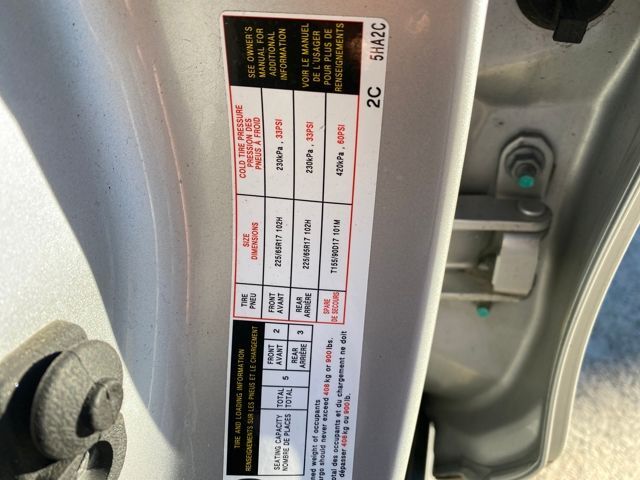 TIRE AND LOADING INFORMATION
RENSEIGNEMENTS SUR LES PNEUS ET LE CHARGEMENT
SEATING CAPACITY
NOMBRE DE PLACES
TOTAL
TOTAL
5
FRONT
AVANT
2
REAR
ARRIÈRE
3
ned weight of occupants
argo should never exceed 408 kg or 900 lbs.
total des occupants et du chargement ne doit
dépasser 408 kg ou 900 lb.
TIRE
PNEU
SIZE
DIMENSIONS
COLD TIRE PRESSURE
PRESSION DES
PNEUS À FROID
FRONT
AVANT
225/65R17 102H
230kPa , 33PSI
REAR
ARRIÈRE
225/65R17 102H
230kPa , 33PSI
SPARE
DE SECOURS
T155/90D17 101M
420kPa , 60PSI
SEE OWNER'S
MANUAL FOR
ADDITIONAL
INFORMATION
VOIR LE MANUEL
DE L'USAGER
POUR PLUS DE
RENSEIGNEMENTS
2C 5HA2C